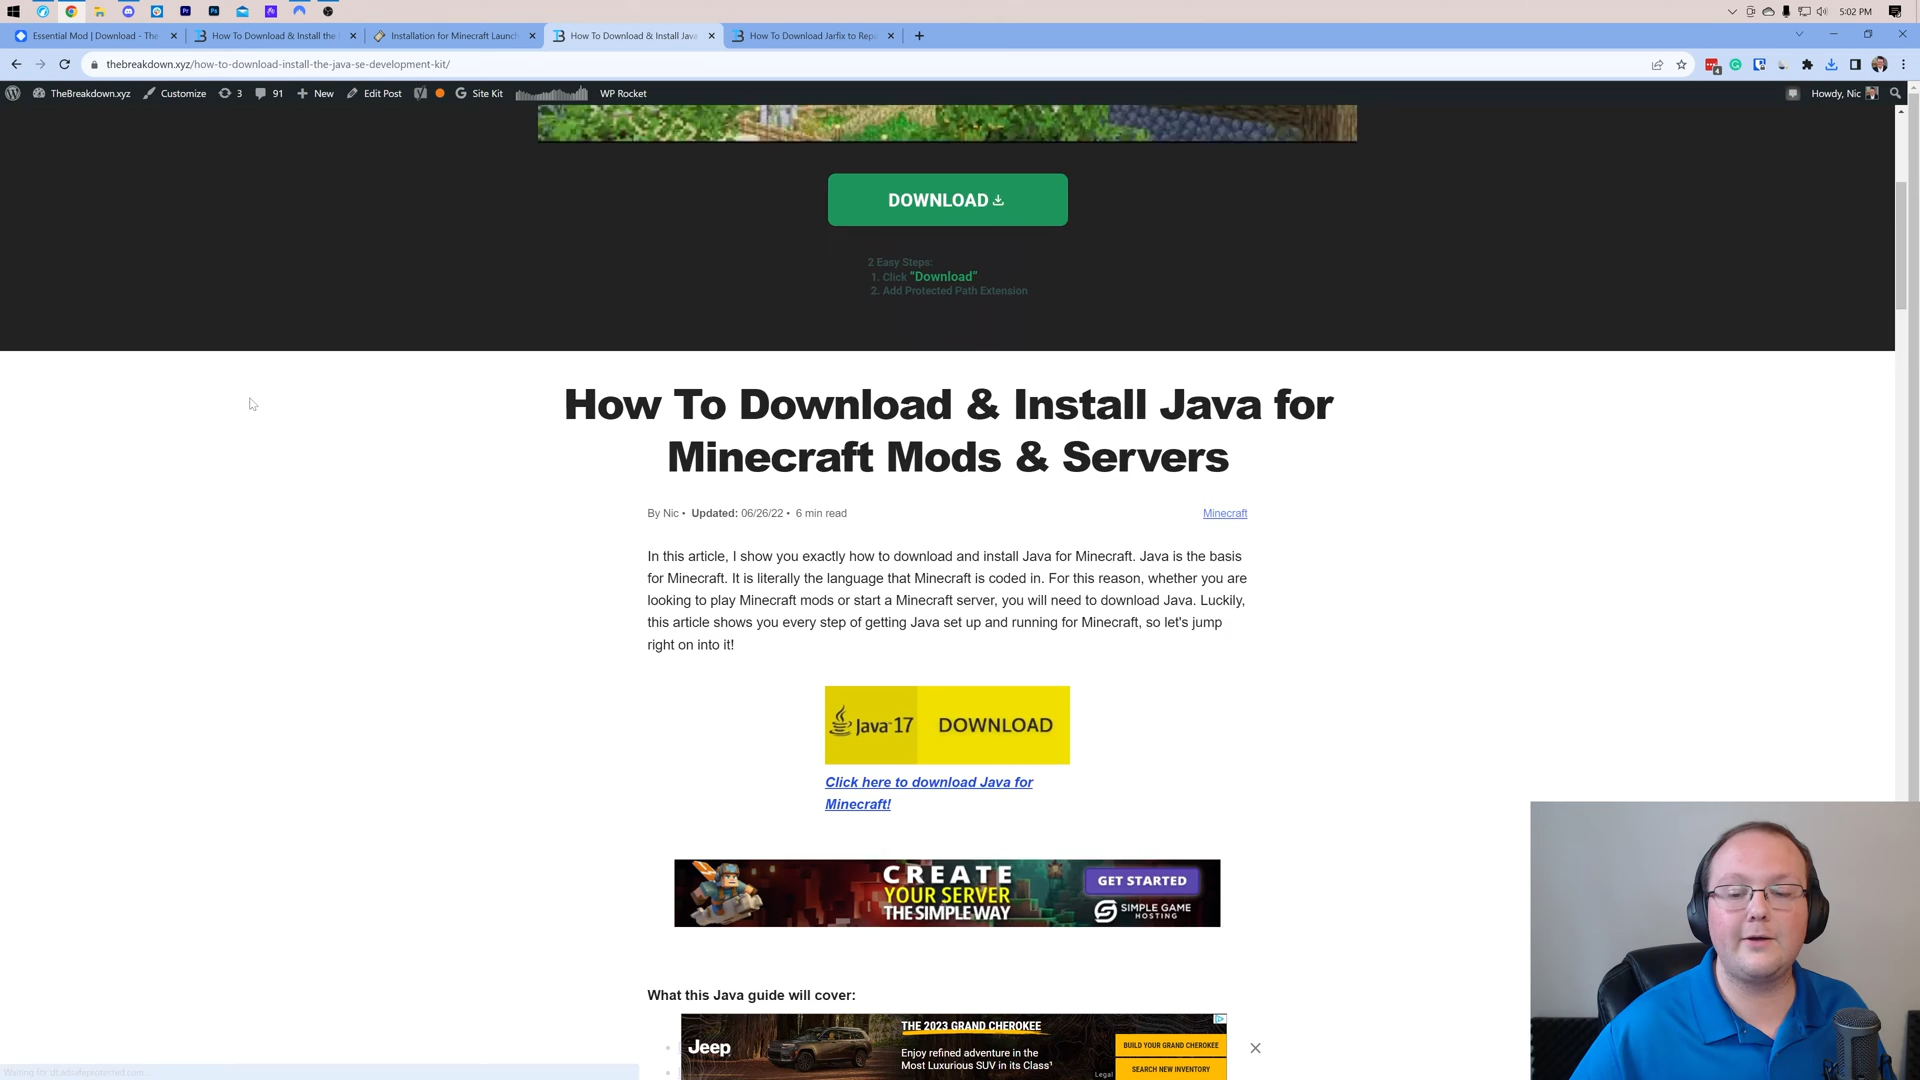 5:02 PM
Essential Mod | Download - The
How To Download & Install the
Installation for Minecraft Launch
How To Download & Install Java
How To Download Jarfix to Repa
thebreakdown.xyz/how-to-download-install-the-java-se-development-kit/
TheBreakdown.xyz
Customize
3
91
New
Edit Post
Site Kit
WP Rocket
Howdy, Nic
DOWNLOAD
2 Easy Steps:
1. Click "Download"
2. Add Protected Path Extension
How To Download & Install Java for
Minecraft Mods & Servers
By Nic • Updated: 06/26/22 • 6 min read
Minecraft
In this article, I show you exactly how to download and install Java for Minecraft. Java is the basis
for Minecraft. It is literally the language that Minecraft is coded in. For this reason, whether you are
looking to play Minecraft mods or start a Minecraft server, you will need to download Java. Luckily,
this article shows you every step of getting Java set up and running for Minecraft, so let's jump
right on into it!
Java 17 DOWNLOAD
Click here to download Java for
Minecraft!
CREATE
YOUR SERVER
THE SIMPLE WAY
GET STARTED
SIMPLE GAME
HOSTING
What this Java guide will cover:
Jeep
THE 2023 GRAND CHEROKEE
Enjoy refined adventure in the
Most Luxurious SUV in its Class¹
Legal
BUILD YOUR GRAND CHEROKEE
SEARCH NEW INVENTORY
Waiting for dt.adsafeprotected.com...